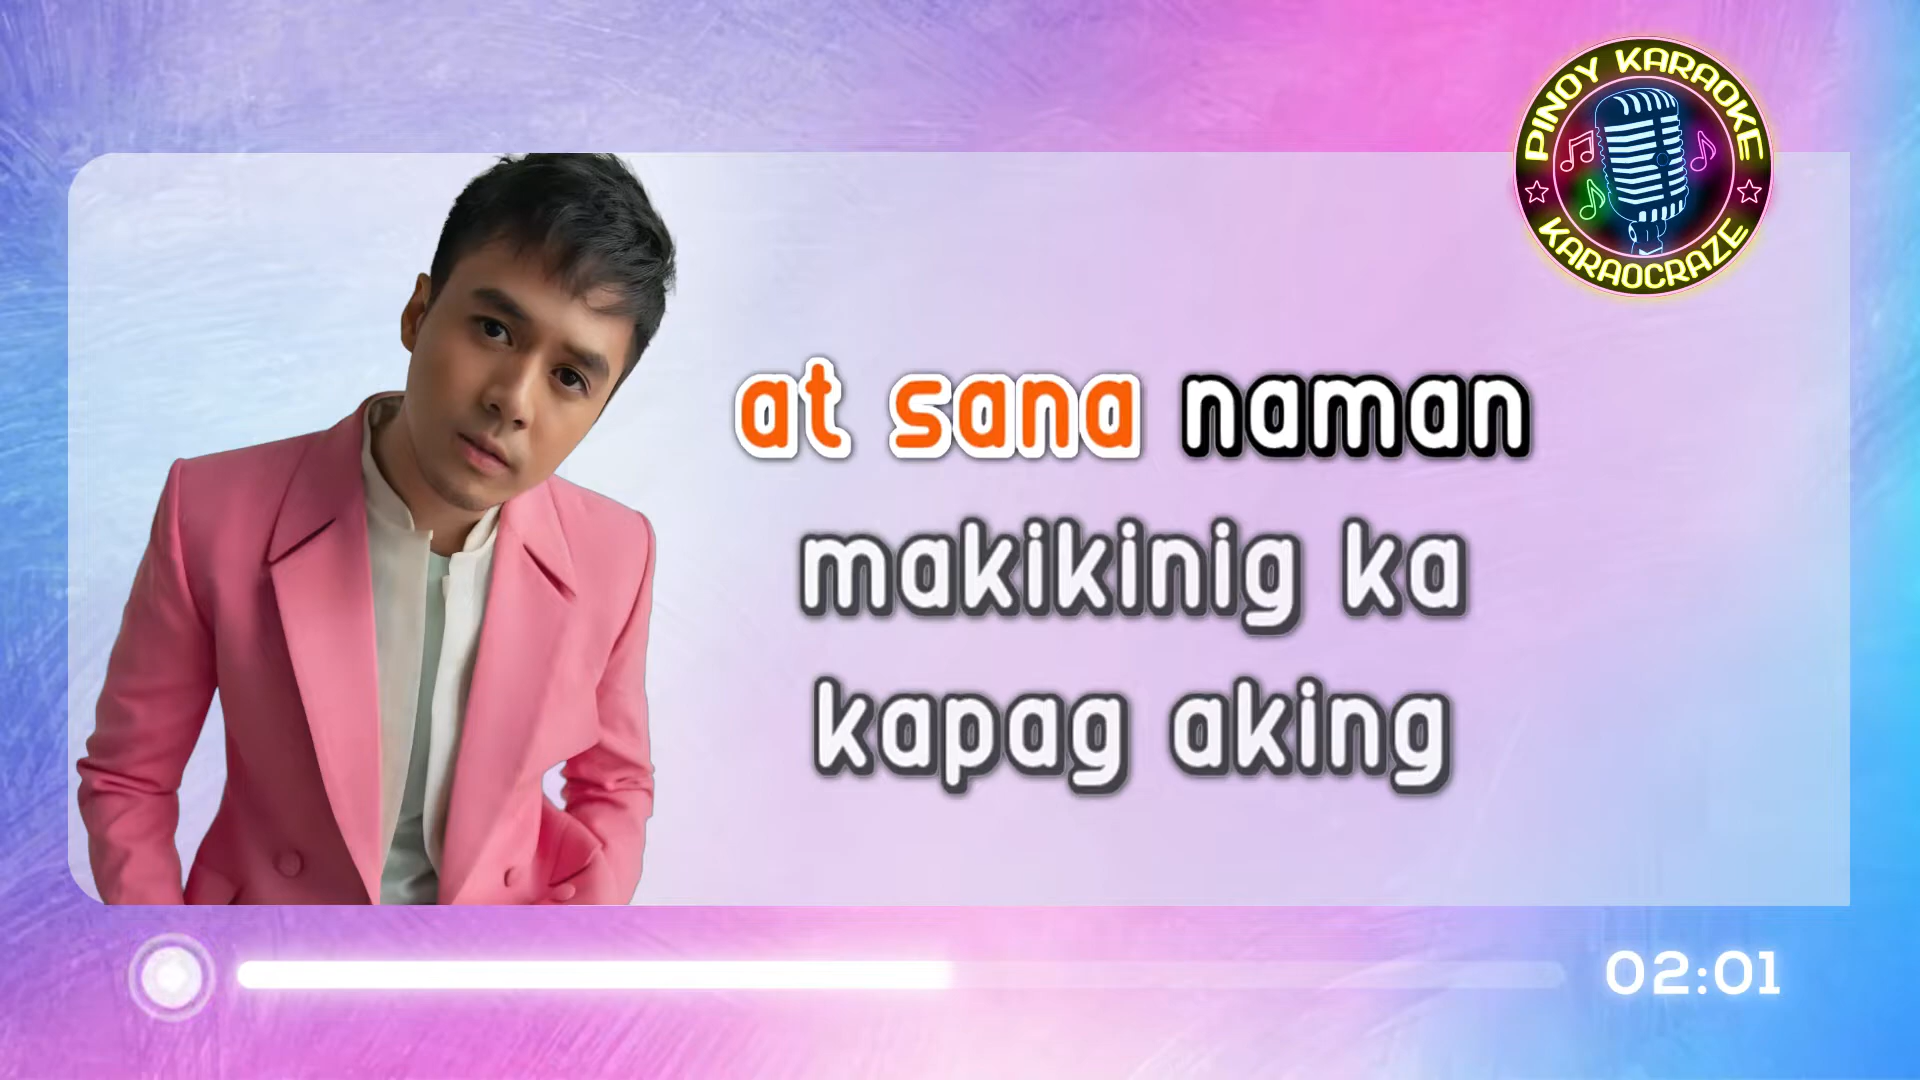 PINOY KARAOKE
KARAOCRAZE
at sana naman
makikinig ka
kapag aking
02:01